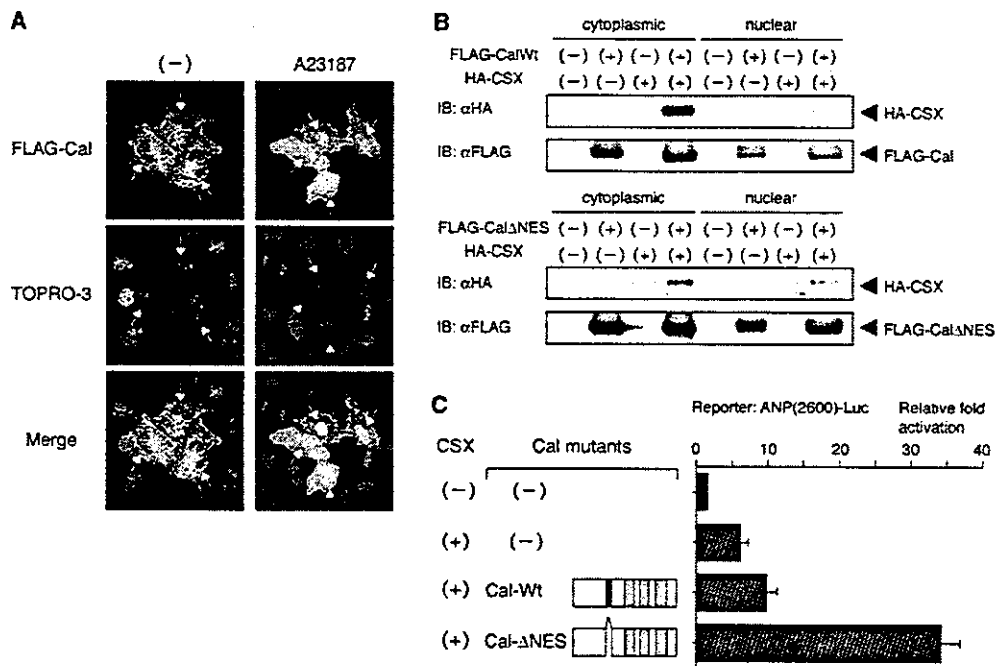 A
(−) A23187
FLAG-Cal
TOPRO-3
Merge
B
cytoplasmic nuclear
FLAG-CalWt (−) (+) (−) (+) (−) (+) (−) (+)
HA-CSX (−) (−) (+) (+) (−) (−) (+) (+)
IB: αHA HA-CSX
IB: αFLAG FLAG-Cal
cytoplasmic nuclear
FLAG-CalΔNES (−) (+) (−) (+) (−) (+) (−) (+)
HA-CSX (−) (−) (+) (+) (−) (−) (+) (+)
IB: αHA HA-CSX
IB: αFLAG FLAG-CalΔNES
C
Reporter: ANP(2600)-Luc Relative fold
activation
CSX Cal mutants 0 10 20 30 40
(−) (−)
(+) (−)
(+) Cal-Wt
(+) Cal-ΔNES